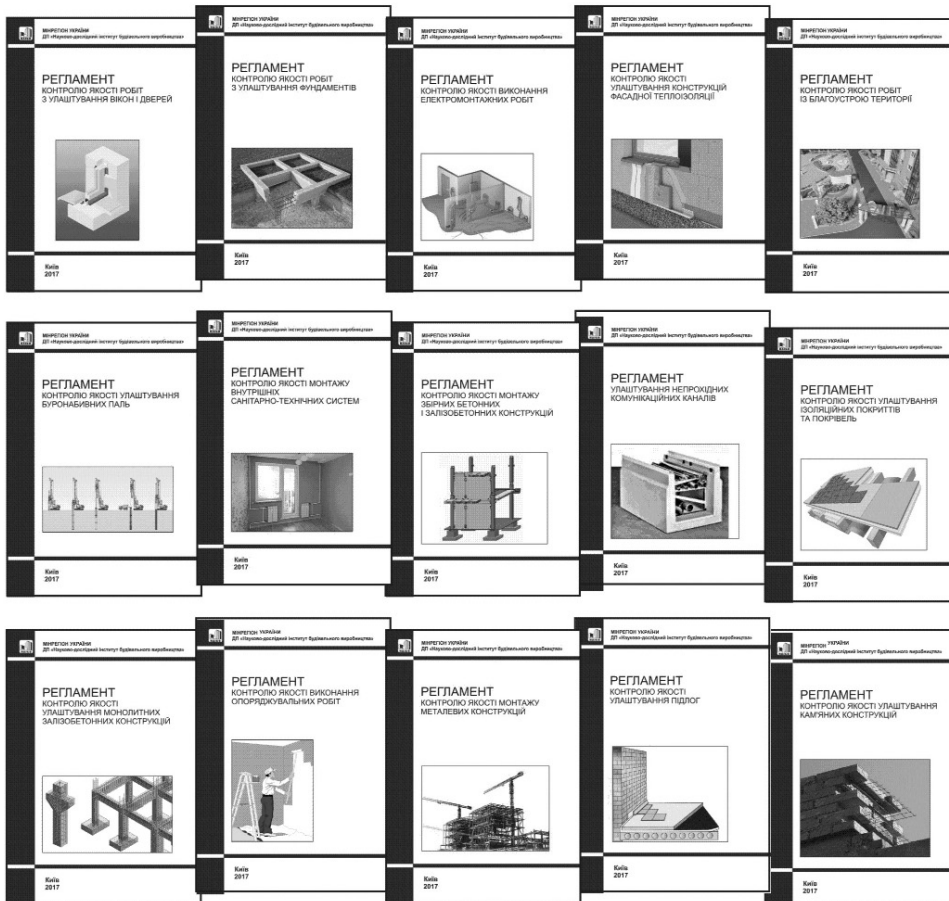 МІНРЕГІОН УКРАЇНИ
ДП «Науково-дослідний інститут будівельного виробництва»
РЕГЛАМЕНТ
КОНТРОЛЮ ЯКОСТІ РОБІТ
З УЛАШТУВАННЯ ВІКОН І ДВЕРЕЙ
Київ
2017
МІНРЕГІОН УКРАЇНИ
ДП «Науково-дослідний інститут будівельного виробництва»
РЕГЛАМЕНТ
КОНТРОЛЮ ЯКОСТІ РОБІТ
З УЛАШТУВАННЯ ФУНДАМЕНТІВ
Київ
2017
МІНРЕГІОН УКРАЇНИ
ДП «Науково-дослідний інститут будівельного виробництва»
РЕГЛАМЕНТ
КОНТРОЛЮ ЯКОСТІ ВИКОНАННЯ
ЕЛЕКТРОМОНТАЖНИХ РОБІТ
Київ
2017
МІНРЕГІОН УКРАЇНИ
ДП «Науково-дослідний інститут будівельного виробництва»
РЕГЛАМЕНТ
КОНТРОЛЮ ЯКОСТІ
УЛАШТУВАННЯ КОНСТРУКЦІЙ
ФАСАДНОЇ ТЕПЛОІЗОЛЯЦІЇ
Київ
2017
МІНРЕГІОН УКРАЇНИ
ДП «Науково-дослідний інститут будівельного виробництва»
РЕГЛАМЕНТ
КОНТРОЛЮ ЯКОСТІ РОБІТ
ІЗ БЛАГОУСТРОЮ ТЕРИТОРІЇ
Київ
2017
МІНРЕГІОН УКРАЇНИ
ДП «Науково-дослідний інститут будівельного виробництва»
РЕГЛАМЕНТ
КОНТРОЛЮ ЯКОСТІ УЛАШТУВАННЯ
БУРОНАБИВНИХ ПАЛЬ
Київ
2017
МІНРЕГІОН УКРАЇНИ
ДП «Науково-дослідний інститут будівельного виробництва»
РЕГЛАМЕНТ
КОНТРОЛЮ ЯКОСТІ МОНТАЖУ
ВНУТРІШНІХ
САНІТАРНО-ТЕХНІЧНИХ СИСТЕМ
Київ
2017
МІНРЕГІОН УКРАЇНИ
ДП «Науково-дослідний інститут будівельного виробництва»
РЕГЛАМЕНТ
КОНТРОЛЮ ЯКОСТІ МОНТАЖУ
ЗБІРНИХ БЕТОННИХ
І ЗАЛІЗОБЕТОННИХ КОНСТРУКЦІЙ
Київ
2017
МІНРЕГІОН УКРАЇНИ
ДП «Науково-дослідний інститут будівельного виробництва»
РЕГЛАМЕНТ
УЛАШТУВАННЯ НЕПРОХІДНИХ
КОМУНІКАЦІЙНИХ КАНАЛІВ
Київ
2017
МІНРЕГІОН УКРАЇНИ
ДП «Науково-дослідний інститут будівельного виробництва»
РЕГЛАМЕНТ
КОНТРОЛЮ ЯКОСТІ УЛАШТУВАННЯ
ІЗОЛЯЦІЙНИХ ПОКРИТТІВ
ТА ПОКРІВЕЛЬ
Київ
2017
МІНРЕГІОН УКРАЇНИ
ДП «Науково-дослідний інститут будівельного виробництва»
РЕГЛАМЕНТ
КОНТРОЛЮ ЯКОСТІ
УЛАШТУВАННЯ МОНОЛИТНИХ
ЗАЛІЗОБЕТОННИХ КОНСТРУКЦІЙ
Київ
2017
МІНРЕГІОН УКРАЇНИ
ДП «Науково-дослідний інститут будівельного виробництва»
РЕГЛАМЕНТ
КОНТРОЛЮ ЯКОСТІ ВИКОНАННЯ
ОПОРЯДЖУВАЛЬНИХ РОБІТ
Київ
2017
МІНРЕГІОН УКРАЇНИ
ДП «Науково-дослідний інститут будівельного виробництва»
РЕГЛАМЕНТ
КОНТРОЛЮ ЯКОСТІ МОНТАЖУ
МЕТАЛЕВИХ КОНСТРУКЦІЙ
Київ
2017
МІНРЕГІОН УКРАЇНИ
ДП «Науково-дослідний інститут будівельного виробництва»
РЕГЛАМЕНТ
КОНТРОЛЮ ЯКОСТІ
УЛАШТУВАННЯ ПІДЛОГ
Київ
2017
МІНРЕГІОН УКРАЇНИ
ДП «Науково-дослідний інститут будівельного виробництва»
РЕГЛАМЕНТ
КОНТРОЛЮ ЯКОСТІ УЛАШТУВАННЯ
КАМ'ЯНИХ КОНСТРУКЦІЙ
Київ
2017